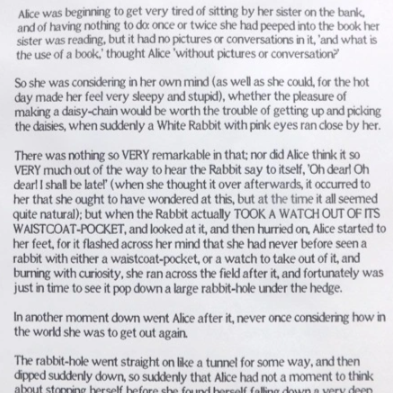 Alice was beginning to get very tired of sitting by her sister on the bank,
and of having nothing to do: once or twice she had peeped into the book her
sister was reading, but it had no pictures or conversations in it, 'and what is
the use of a book,' thought Alice 'without pictures or conversation?'
So she was considering in her own mind (as well as she could, for the hot
day made her feel very sleepy and stupid), whether the pleasure of
making a daisy-chain would be worth the trouble of getting up and picking
the daisies, when suddenly a White Rabbit with pink eyes ran close by her.
There was nothing so VERY remarkable in that; nor did Alice think it so
VERY much out of the way to hear the Rabbit say to itself, 'Oh dear! Oh
dear! I shall be late!' (when she thought it over afterwards, it occurred to
her that she ought to have wondered at this, but at the time it all seemed
quite natural); but when the Rabbit actually TOOK A WATCH OUT OF ITS
WAISTCOAT-POCKET, and looked at it, and then hurried on, Alice started to
her feet, for it flashed across her mind that she had never before seen a
rabbit with either a waistcoat-pocket, or a watch to take out of it, and
burning with curiosity, she ran across the field after it, and fortunately was
just in time to see it pop down a large rabbit-hole under the hedge.
In another moment down went Alice after it, never once considering how in
the world she was to get out again.
The rabbit-hole went straight on like a tunnel for some way, and then
dipped suddenly down, so suddenly that Alice had not a moment to think
about stopping herself before she found herself falling down a very deep